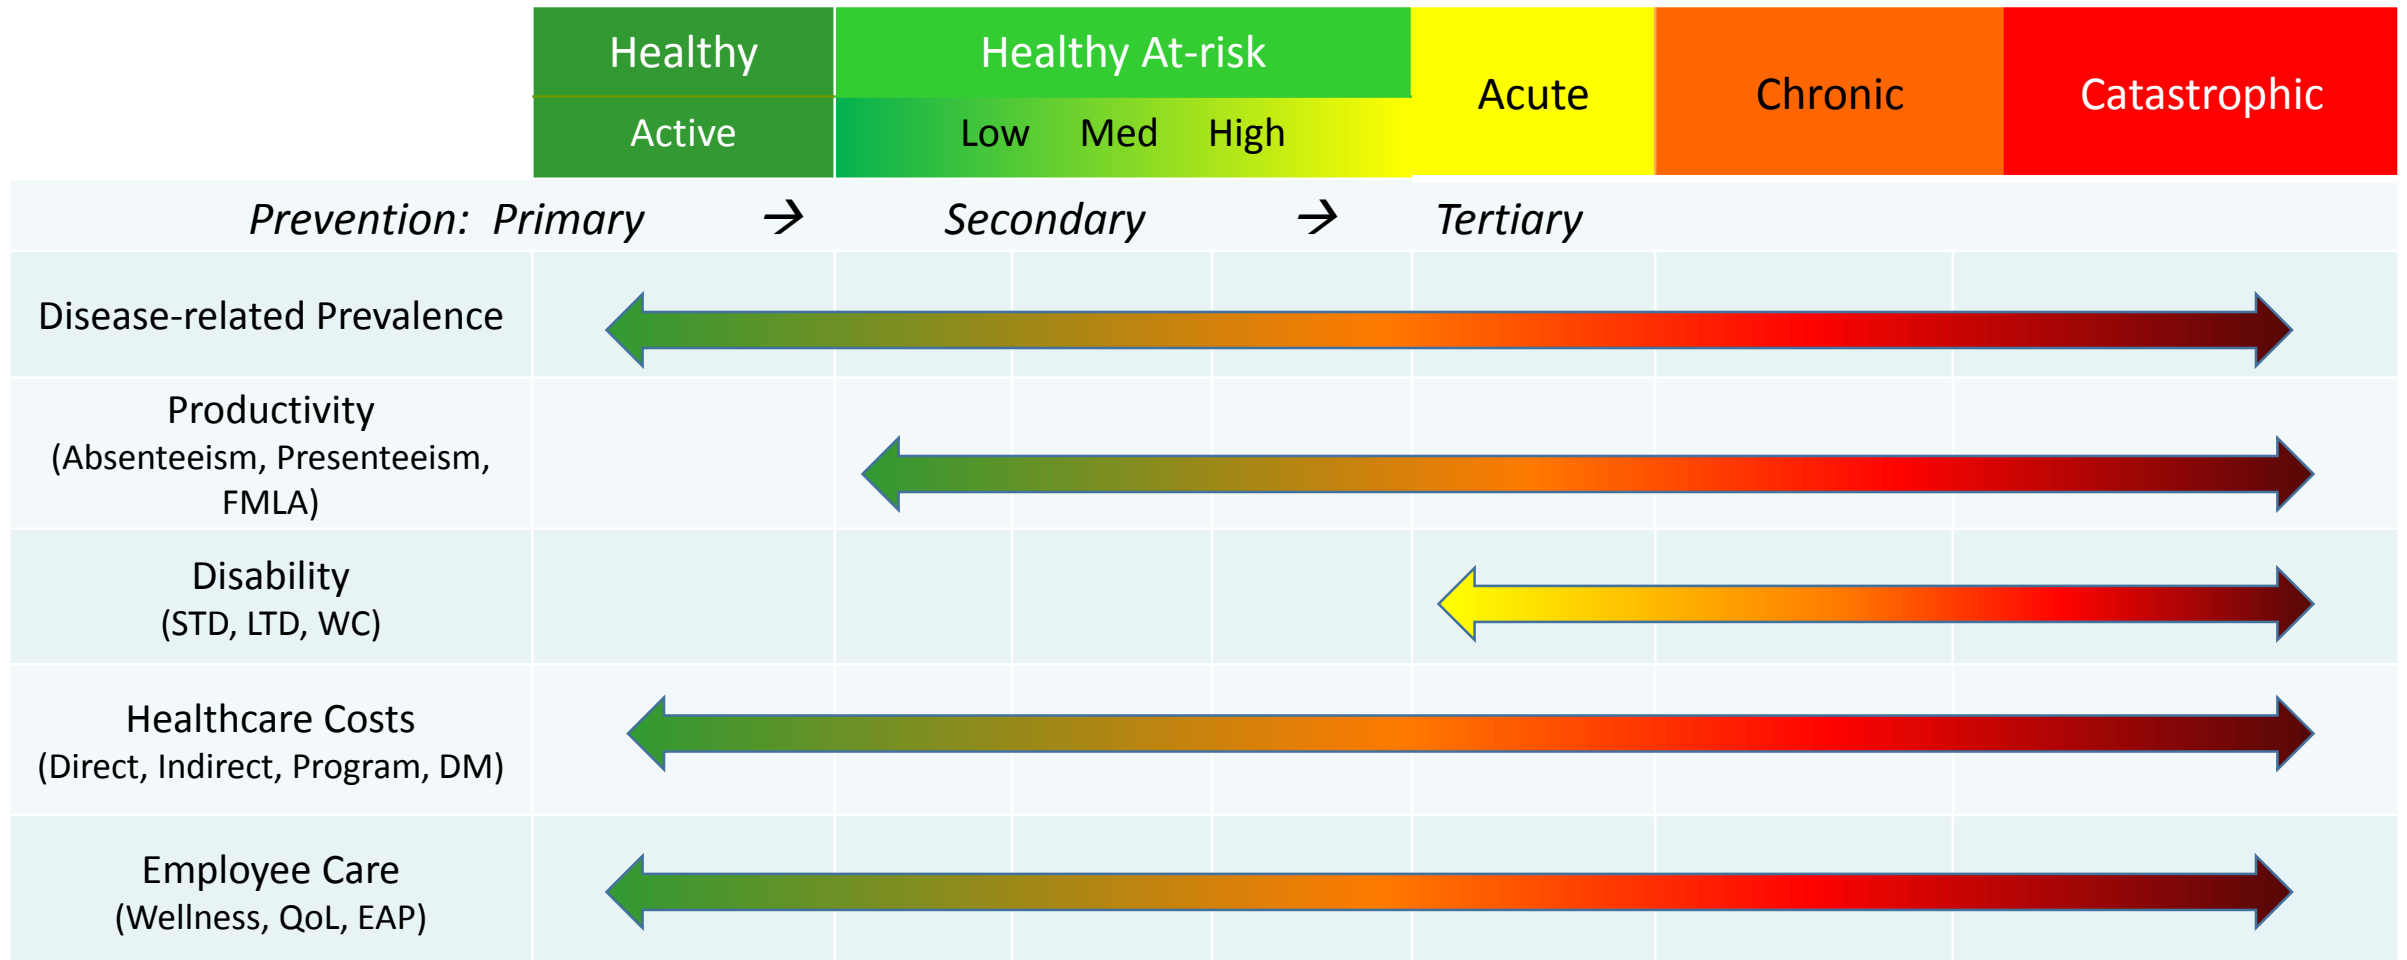 Healthy
Healthy At-risk
Acute
Chronic
Catastrophic
Active
Low Med High
Prevention: Primary → Secondary → Tertiary
Disease-related Prevalence
Productivity
(Absenteeism, Presenteeism,
FMLA)
Disability
(STD, LTD, WC)
Healthcare Costs
(Direct, Indirect, Program, DM)
Employee Care
(Wellness, QoL, EAP)